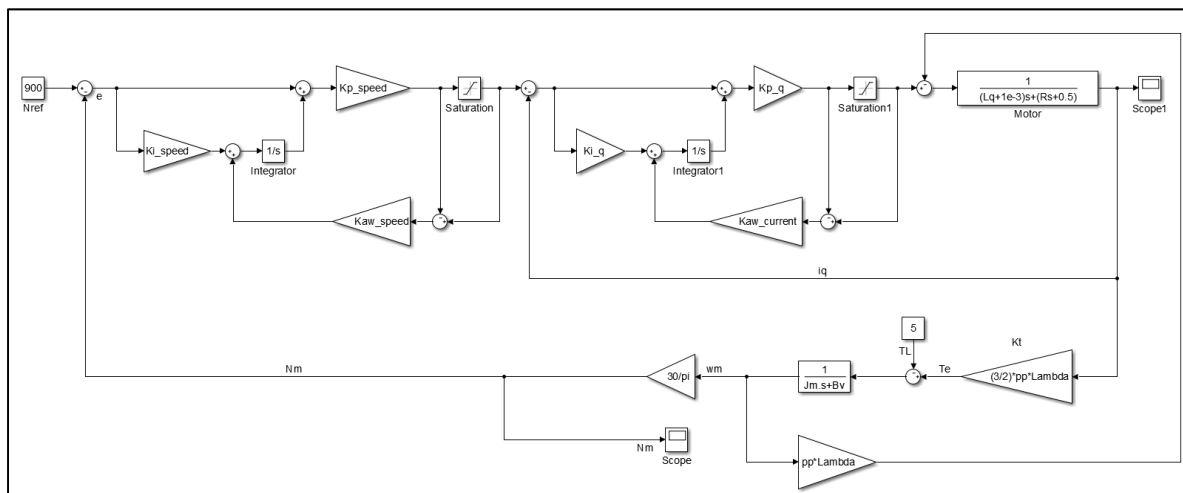 900
Nref
e
Ki_speed
1/s
Integrator
Kp_speed
Saturation
Kaw_speed
Ki_q
1/s
Integrator1
Kp_q
Saturation1
Kaw_current
1
(Lq+1e-3)s+(Rs+0.5)
Motor
Scope1
iq
5
TL
Kt
(3/2)*pp*Lambda
Te
1
Jm.s+Bv
wm
30/pi
Nm
Nm
Scope
pp*Lambda